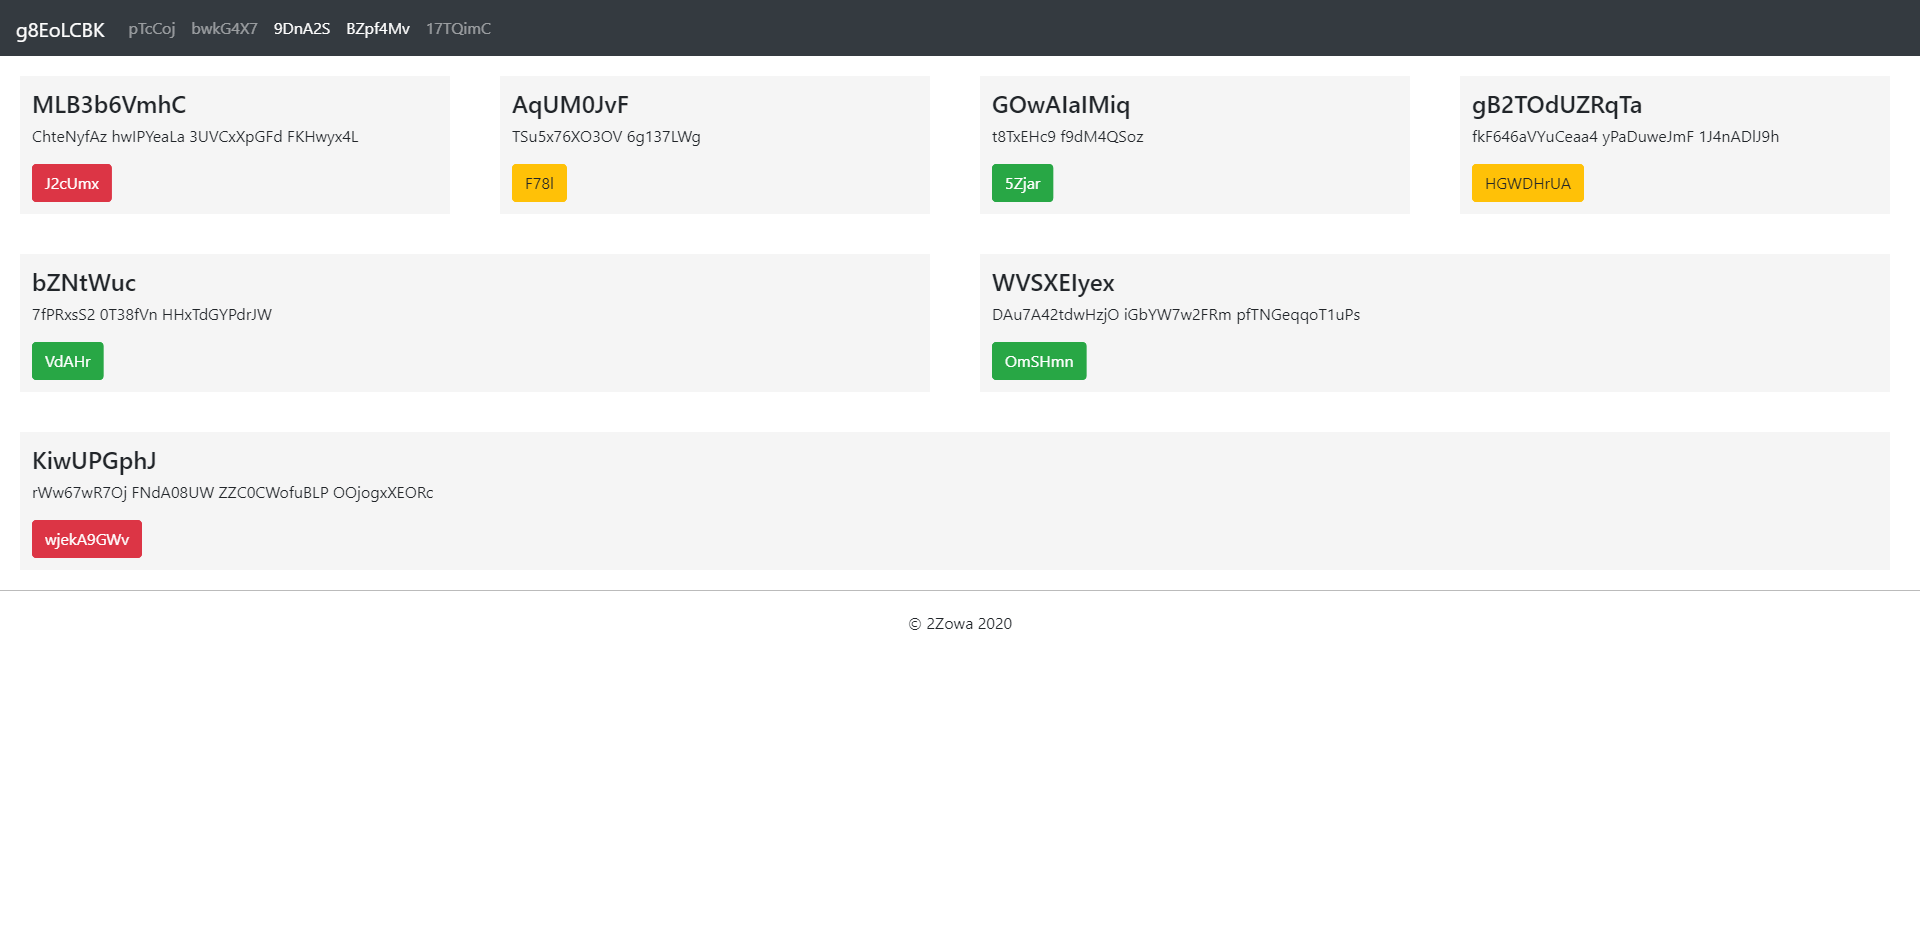 g8EoLCBK pTcCoj bwkG4X7 9DnA2S BZpf4Mv 17TQimC
MLB3b6VmhC
ChteNyfAz hwIPYeaLa 3UVCxXpGFd FKHwyx4L
J2cUmx
AqUM0JvF
TSu5x76XO3OV 6g137LWg
F78l
GOwAIaIMiq
t8TxEHc9 f9dM4QSoz
5Zjar
gB2TOdUZRqTa
fkF646aVYuCeaa4 yPaDuweJmF 1J4nADlJ9h
HGWDHrUA
bZNtWuc
7fPRxsS2 0T38fVn HHxTdGYPdrJW
VdAHr
WVSXEIyex
DAu7A42tdwHzjO iGbYW7w2FRm pfTNGeqqoT1uPs
OmSHmn
KiwUPGphJ
rWw67wR7Oj FNdA08UW ZZC0CWofuBLP OOjogxXEORc
wjekA9GWv
© 2Zowa 2020